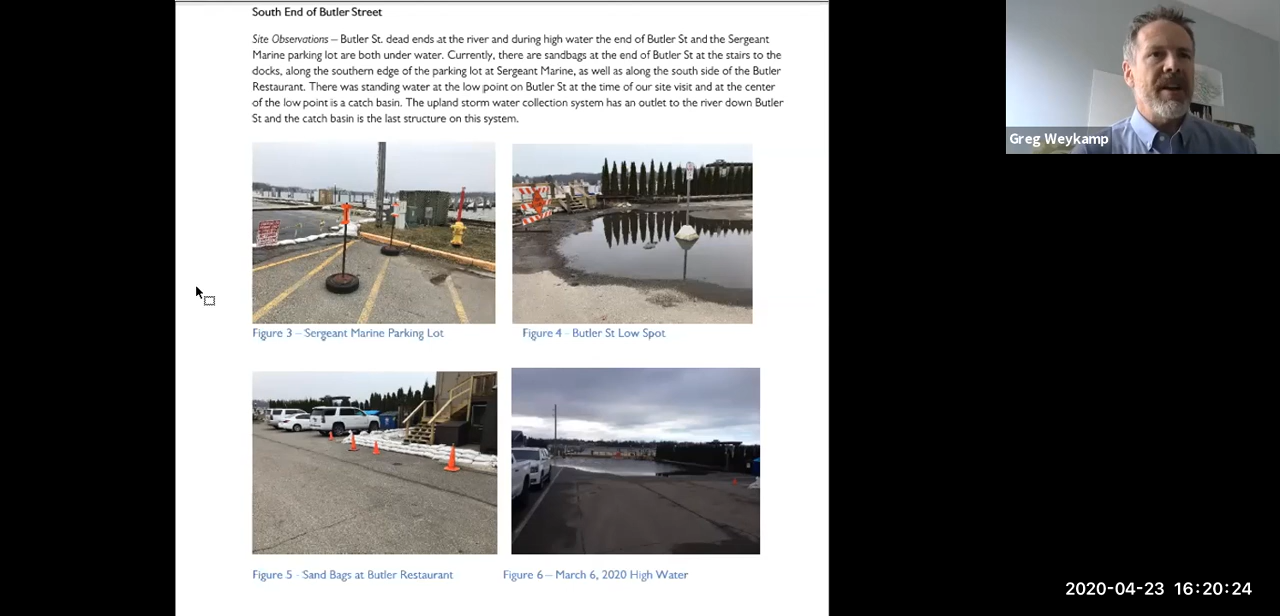 South End of Butler Street
Site Observations – Butler St. dead ends at the river and during high water the end of Butler St and the Sergeant
Marine parking lot are both under water. Currently, there are sandbags at the end of Butler St at the stairs to the
docks, along the southern edge of the parking lot at Sergeant Marine, as well as along the south side of the Butler
Restaurant. There was standing water at the low point on Butler St at the time of our site visit and at the center
of the low point is a catch basin. The upland storm water collection system has an outlet to the river down Butler
St and the catch basin is the last structure on this system.
Figure 3 – Sergeant Marine Parking Lot
Figure 4 - Butler St Low Spot
Figure 5 - Sand Bags at Butler Restaurant
Figure 6 – March 6, 2020 High Water
Greg Weykamp
2020-04-23 16:20:24